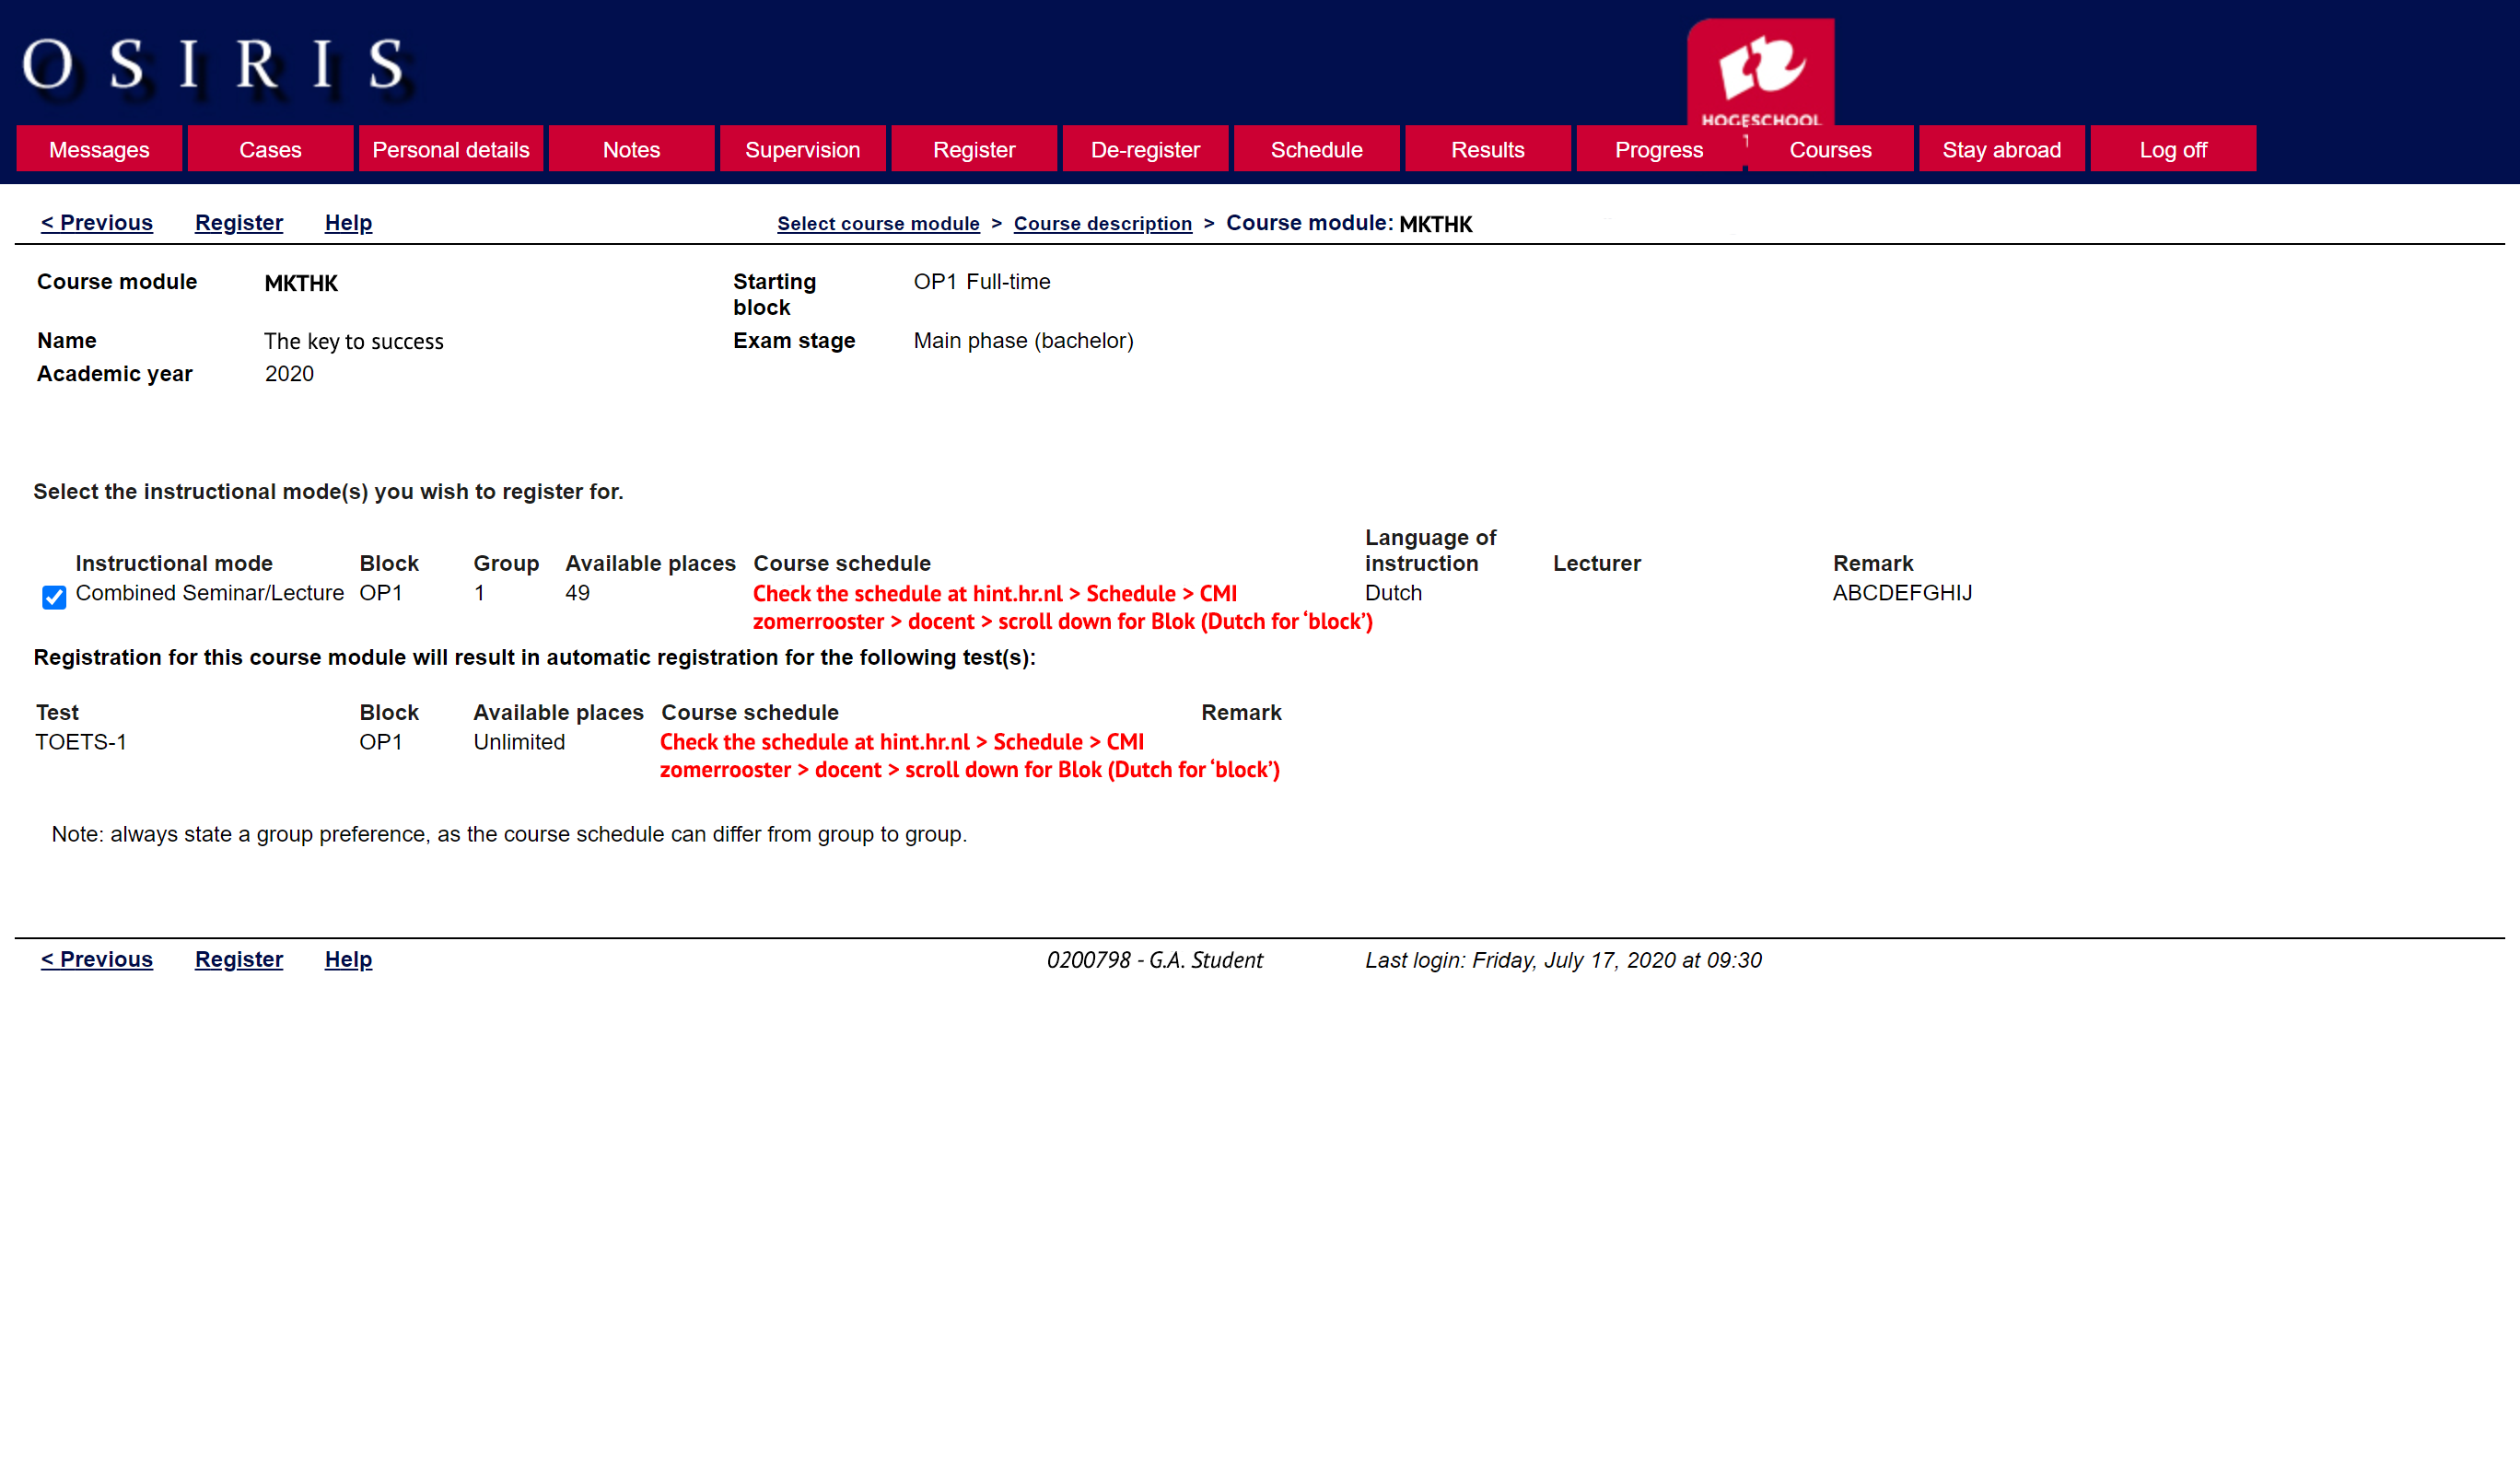 OSIRIS
HOGESCHOOL
Messages Cases Personal details Notes Supervision Register De-register Schedule Results Progress Courses Stay abroad Log off
< Previous Register Help Select course module > Course description > Course module: MKTHK
Course module MKTHK Starting block OP1 Full-time
Name The key to success Exam stage Main phase (bachelor)
Academic year 2020
Select the instructional mode(s) you wish to register for.
Instructional mode Block Group Available places Course schedule Language of instruction Lecturer Remark
Combined Seminar/Lecture OP1 1 49 Check the schedule at hint.hr.nl > Schedule > CMI Dutch ABCDEFGHIJ
zomerrooster > docent > scroll down for Blok (Dutch for ‘block’)
Registration for this course module will result in automatic registration for the following test(s):
Test Block Available places Course schedule Remark
TOETS-1 OP1 Unlimited Check the schedule at hint.hr.nl > Schedule > CMI
zomerrooster > docent > scroll down for Blok (Dutch for ‘block’)
Note: always state a group preference, as the course schedule can differ from group to group.
< Previous Register Help 0200798 - G.A. Student Last login: Friday, July 17, 2020 at 09:30